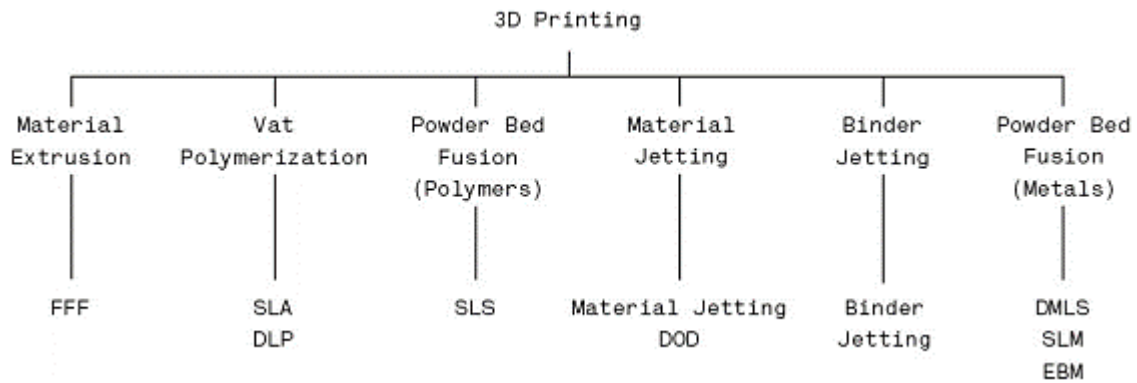 3D Printing
Material
Extrusion
Vat
Polymerization
Powder Bed
Fusion
(Polymers)
Material
Jetting
Binder
Jetting
Powder Bed
Fusion
(Metals)
FFF
SLA
DLP
SLS
Material Jetting
DOD
Binder
Jetting
DMLS
SLM
EBM